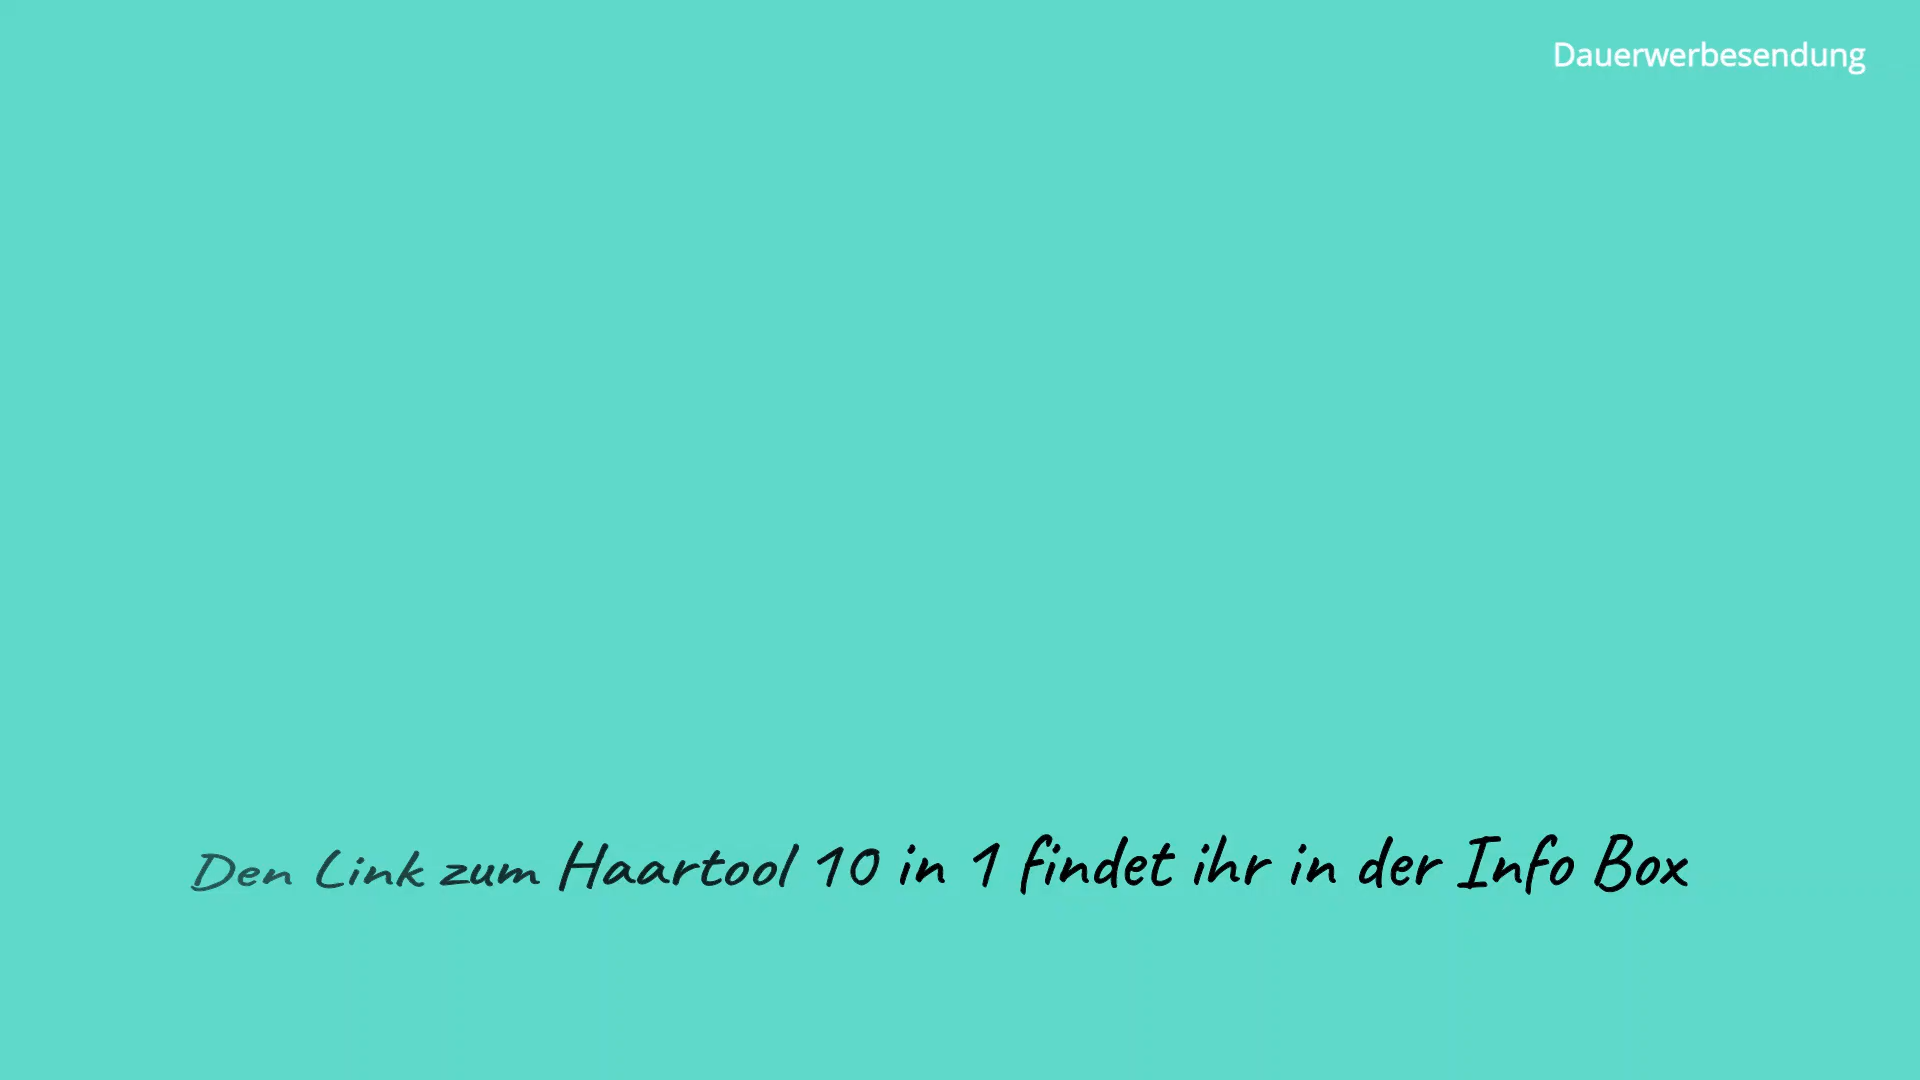 Dauerwerbesendung
Den Link zum Haartool 10 in 1 findet ihr in der Info Box